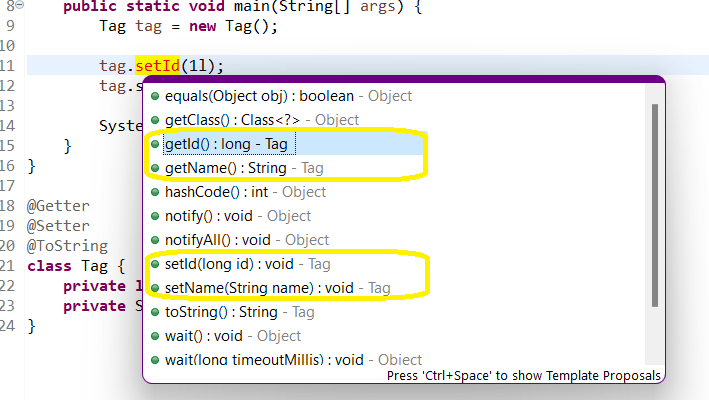 8 public static void main(String[] args) {
9 Tag tag = new Tag();
10
11 tag.setId(1l);
12 tag.s
13
14 System
15 }
16 }
17
18 @Getter
19 @Setter
20 @ToString
21 class Tag {
22 private l
23 private S
24 }
equals(Object obj) : boolean - Object
getClass() : Class<?> - Object
getId() : long - Tag
getName() : String - Tag
hashCode() : int - Object
notify() : void - Object
notifyAll() : void - Object
setId(long id) : void - Tag
setName(String name) : void - Tag
toString() : String - Tag
wait() : void - Object
wait(long timeoutMillis) : void - Object
Press 'Ctrl+Space' to show Template Proposals